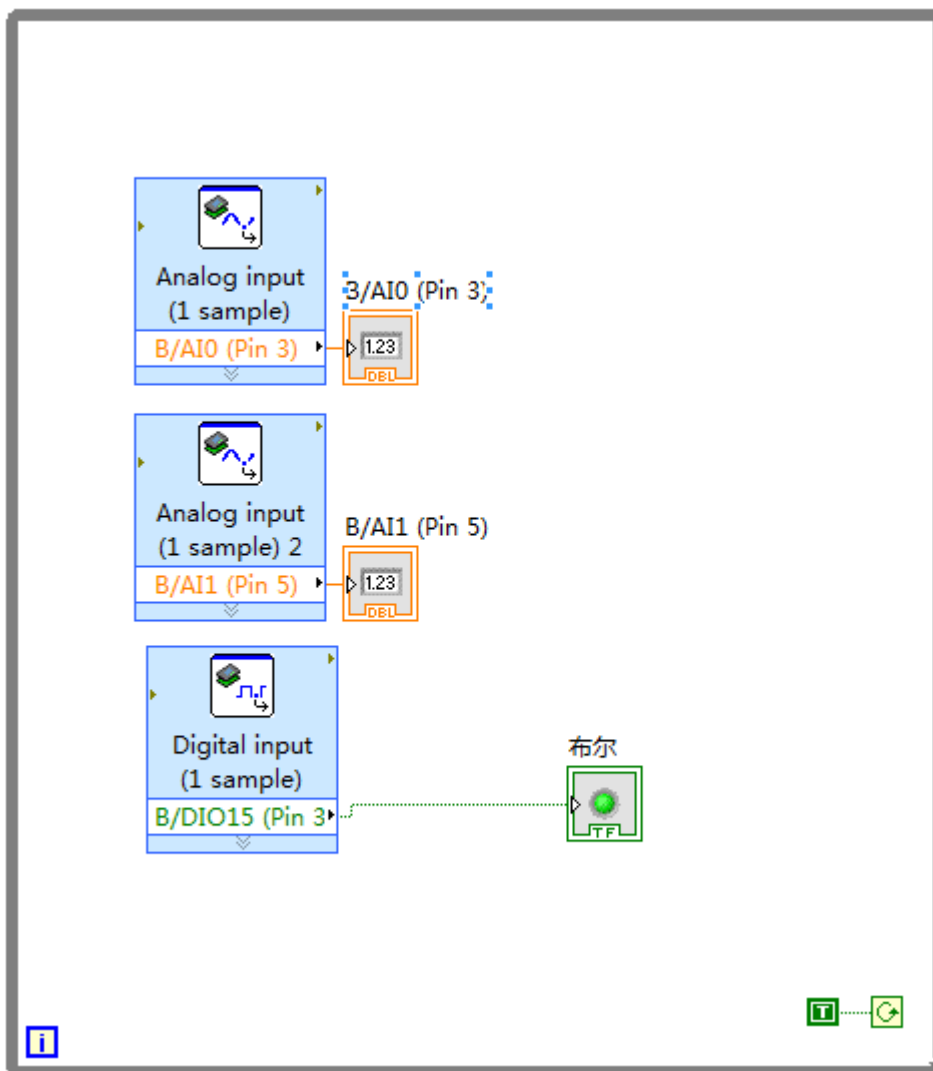 Analog input
(1 sample)
B/AI0 (Pin 3)
3/AI0 (Pin 3)
1.23
DBL
Analog input
(1 sample) 2
B/AI1 (Pin 5)
B/AI1 (Pin 5)
1.23
DBL
Digital input
(1 sample)
B/DIO15 (Pin 3
布尔
TF
T
i